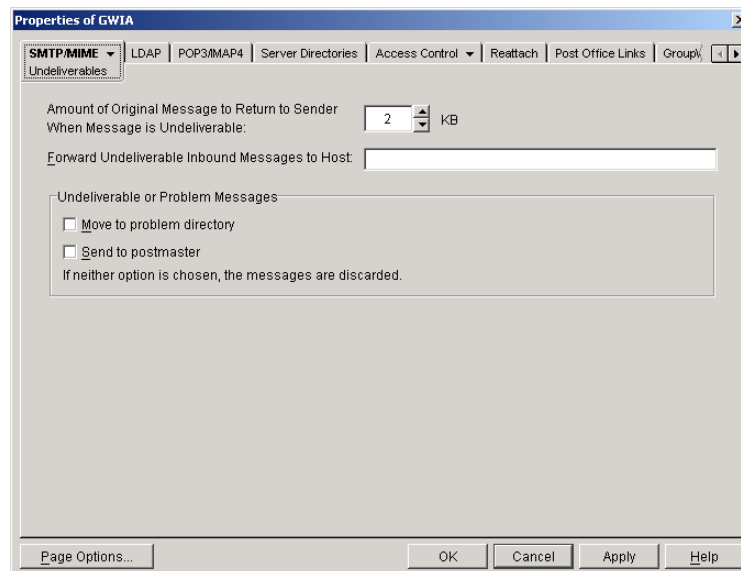 Properties of GWIA
SMTP/MIME LDAP POP3/IMAP4 Server Directories Access Control Reattach Post Office Links
Undeliverables
Amount of Original Message to Return to Sender
When Message is Undeliverable: 2 KB
Forward Undeliverable Inbound Messages to Host:
Undeliverable or Problem Messages
Move to problem directory
Send to postmaster
If neither option is chosen, the messages are discarded.
Page Options... OK Cancel Apply Help